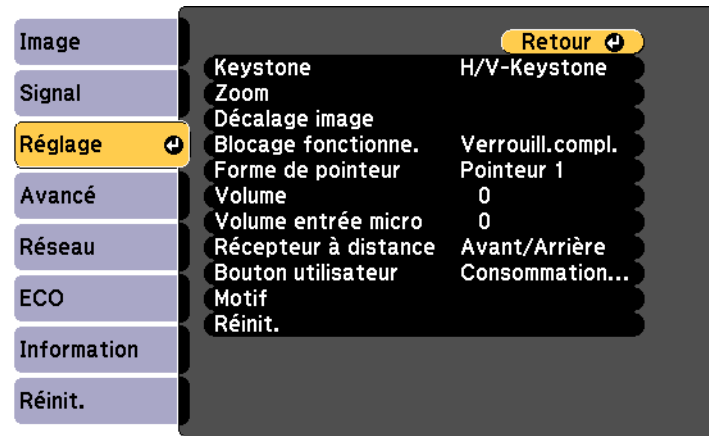 Image
Signal
Réglage
Avancé
Réseau
ECO
Information
Réinit.
Retour
Keystone H/V-Keystone
Zoom
Décalage image
Blocage fonctionne. Verrouill.compl.
Forme de pointeur Pointeur 1
Volume 0
Volume entrée micro 0
Récepteur à distance Avant/Arrière
Bouton utilisateur Consommation...
Motif
Réinit.